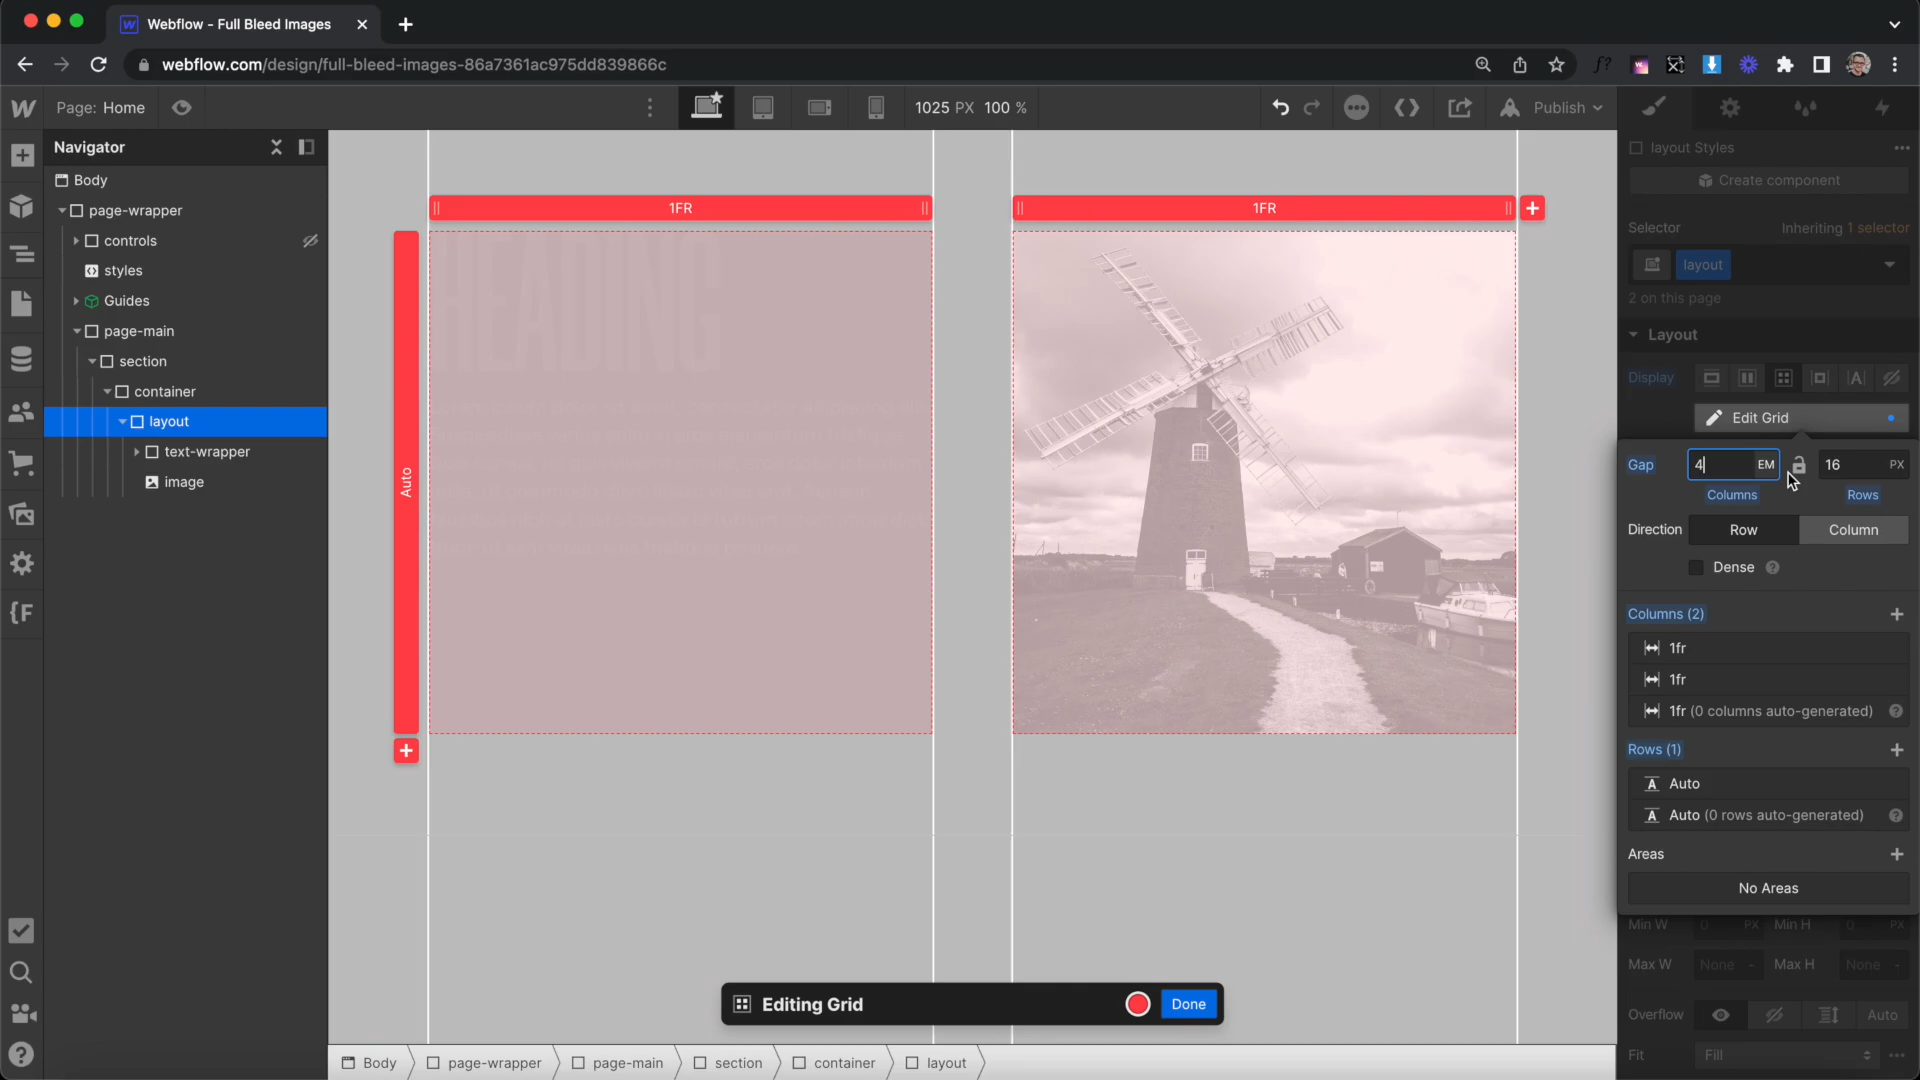 Webflow - Full Bleed Images
webflow.com/design/full-bleed-images-86a7361ac975dd839866c
Page: Home
1025 PX 100 %
Publish
Navigator
Body
page-wrapper
controls
styles
Guides
page-main
section
container
layout
text-wrapper
image
1FR
1FR
Auto
HEADING
layout Styles
Create component
Selector
Inheriting 1 selector
layout
2 on this page
Layout
Display
Edit Grid
Gap
4
EM
16
PX
Columns
Rows
Direction
Row
Column
Dense
Columns (2)
1fr
1fr
1fr (0 columns auto-generated)
Rows (1)
Auto
Auto (0 rows auto-generated)
Areas
No Areas
Min W
0
PX
Min H
0
PX
Max W
None
-
Max H
None
-
Overflow
Auto
Fit
Fill
Editing Grid
Done
Body
page-wrapper
page-main
section
container
layout